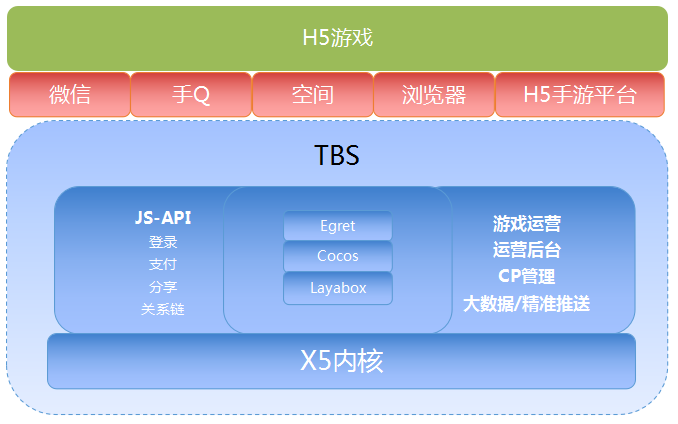 H5游戏
微信
手Q
空间
浏览器
H5手游平台
TBS
JS-API
登录
支付
分享
关系链
Egret
Cocos
Layabox
游戏运营
运营后台
CP管理
大数据/精准推送
X5内核